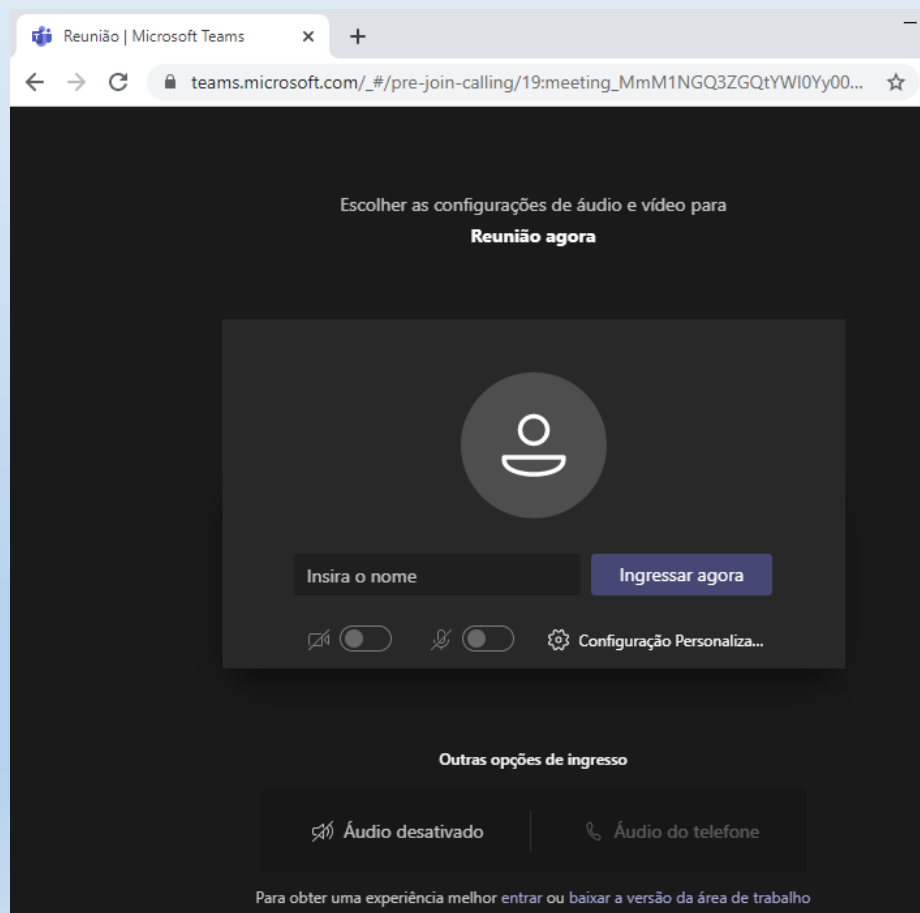 Reunião | Microsoft Teams
teams.microsoft.com/_#/pre-join-calling/19:meeting_MmM1NGQ3ZGQtYWI0Yy00...
Escolher as configurações de áudio e vídeo para
Reunião agora
Insira o nome
Ingressar agora
Configuração Personaliza...
Outras opções de ingresso
Áudio desativado
Áudio do telefone
Para obter uma experiência melhor entrar ou baixar a versão da área de trabalho